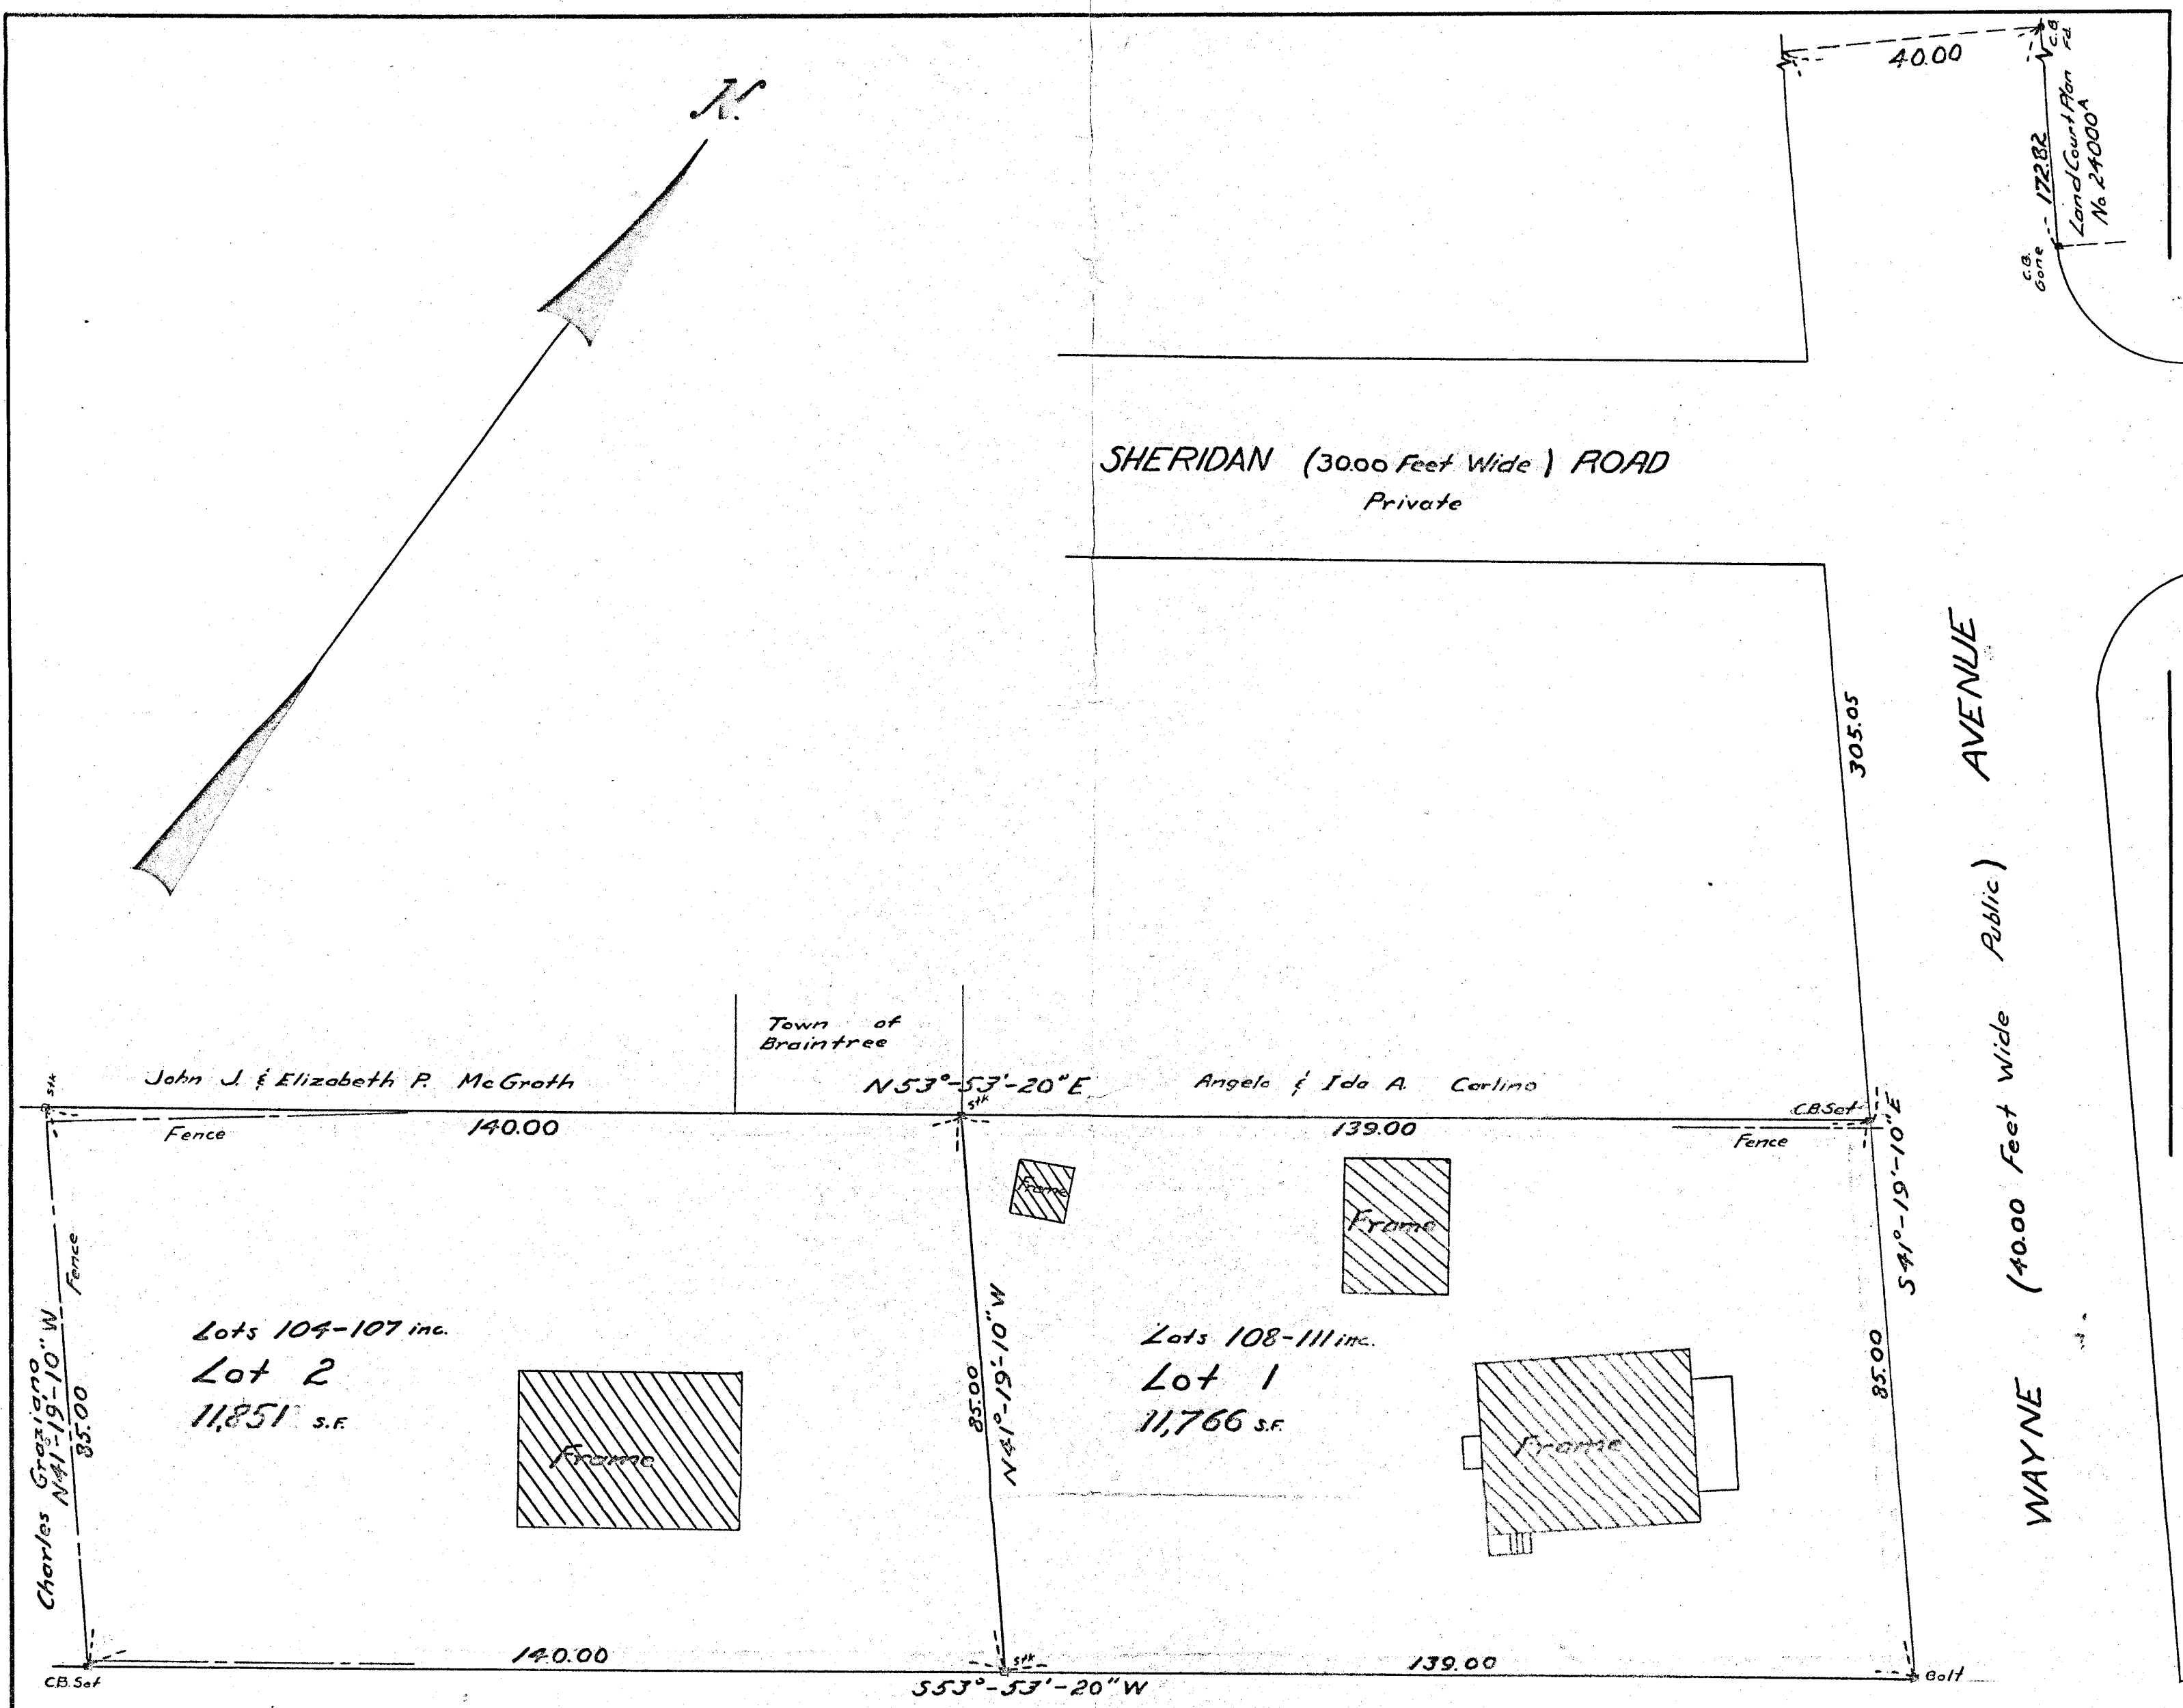 N.
40.00
C.B.
Fd.
172.82
Land Court Plan
No. 24000A
C.B.
Gone
SHERIDAN (30.00 Feet Wide) ROAD
Private
305.05
WAYNE (40.00 Feet Wide Public) AVENUE
Town of
Braintree
Stk
John J. & Elizabeth P. McGrath
N53°-53'-20"E
Angelo & Ida A. Carlino
C.B. Set
Stk
Fence
140.00
139.00
Fence
S41°-19'-10"E
85.00
Frame
Frame
Fence
Charles Graziano
N41°-19'-10"W
85.00
Lots 104-107 inc.
Lot 2
11,851 S.F.
Frame
85.00
N41°-19'-10"W
Lots 108-111 inc.
Lot 1
11,766 S.F.
Frame
C.B. Set
140.00
Stk
139.00
Bolt
S53°-53'-20"W